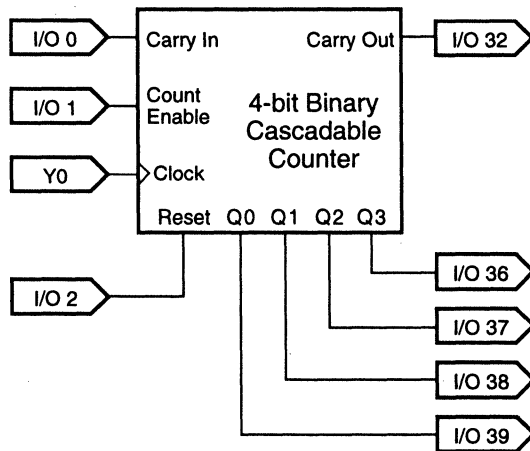 I/O 0
Carry In
Carry Out
I/O 32
I/O 1
Count
Enable
4-bit Binary
Cascadable
Counter
Y0
Clock
Reset
Q0
Q1
Q2
Q3
I/O 2
I/O 36
I/O 37
I/O 38
I/O 39